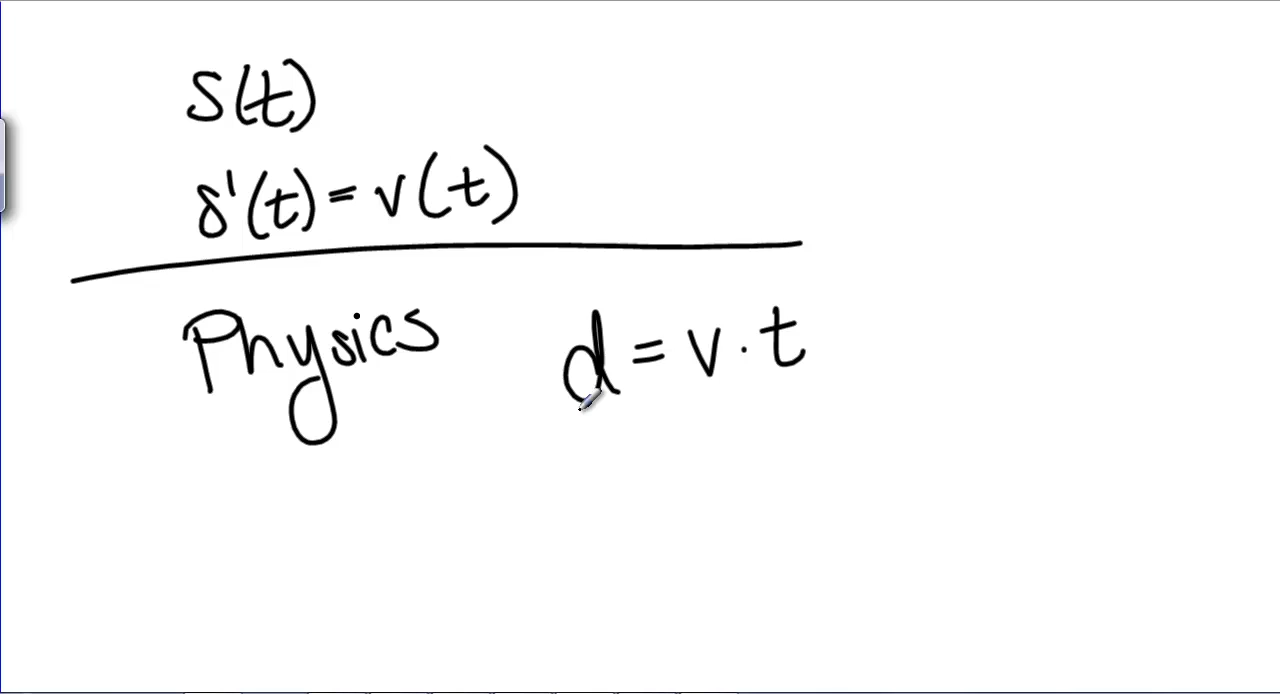 S(t)
s'(t) = v(t)
Physics d = v · t